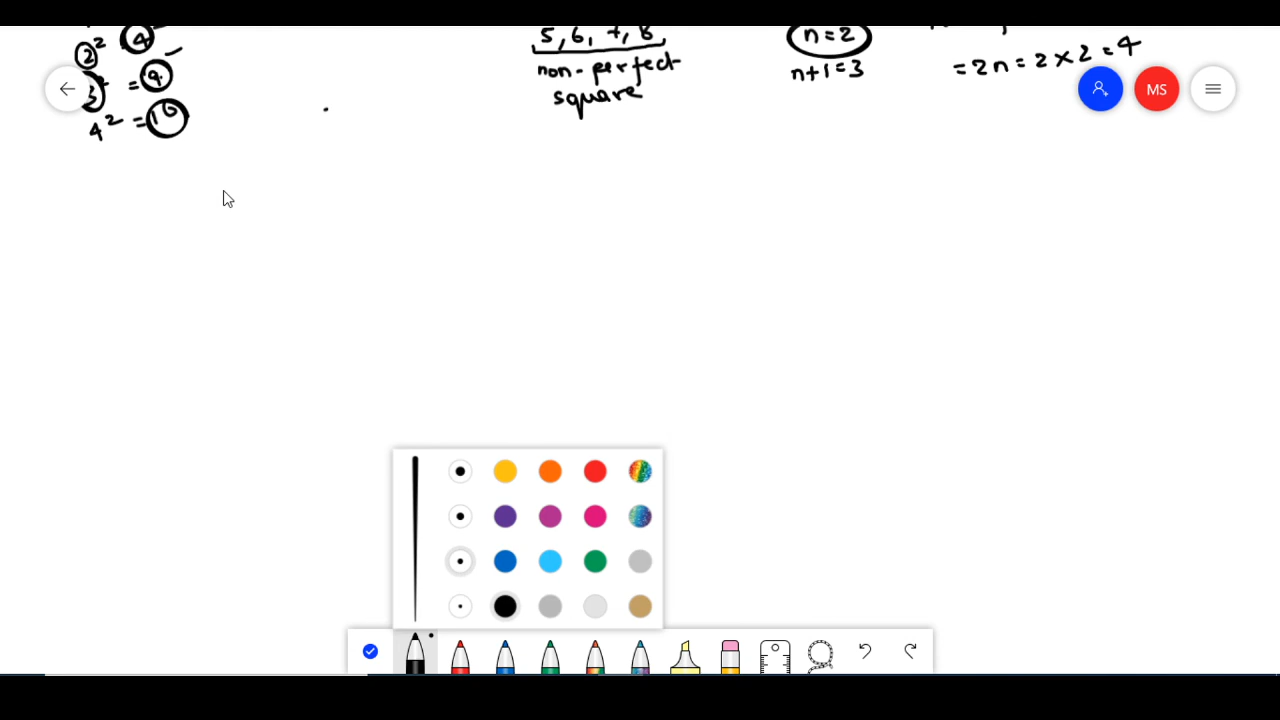 2² 4
3² = 9
4² = 16
5, 6, 7, 8
non-perfect
square
n=2
n+1=3
= 2n = 2 × 2 = 4
MS